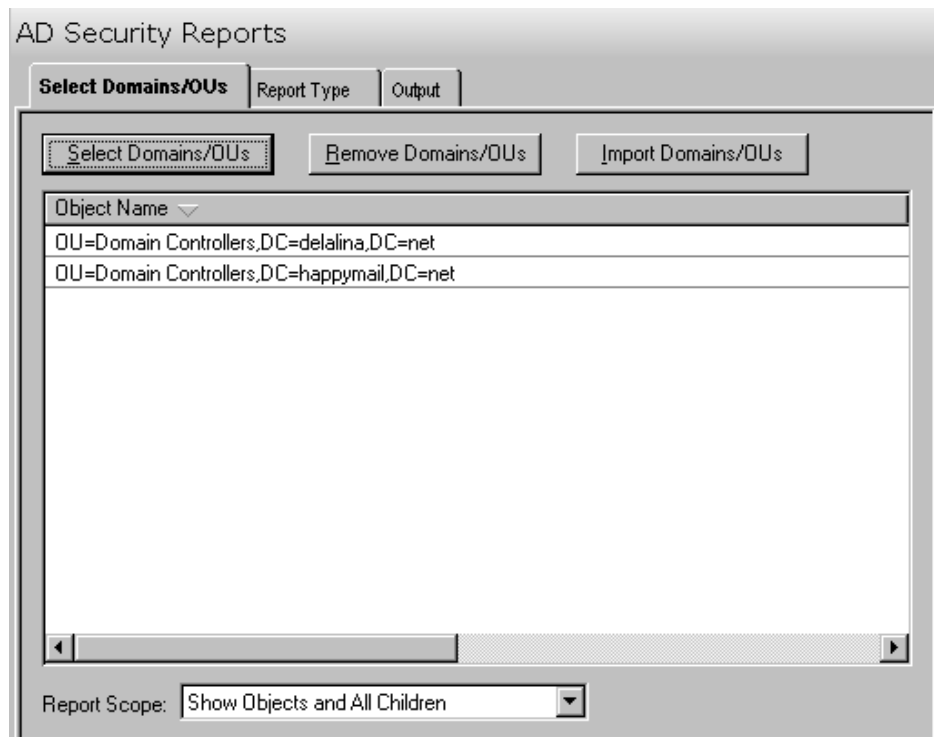 AD Security Reports
Select Domains/OUs Report Type Output
Select Domains/OUs Remove Domains/OUs Import Domains/OUs
Object Name
OU=Domain Controllers,DC=delalina,DC=net
OU=Domain Controllers,DC=happymail,DC=net
Report Scope: Show Objects and All Children